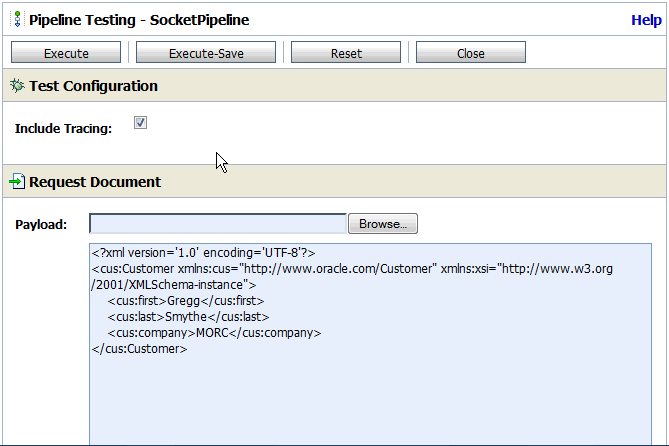 Pipeline Testing - SocketPipeline Help
Execute Execute-Save Reset Close
Test Configuration
Include Tracing:
Request Document
Payload: Browse...
<?xml version='1.0' encoding='UTF-8'?>
<cus:Customer xmlns:cus="http://www.oracle.com/Customer" xmlns:xsi="http://www.w3.org
/2001/XMLSchema-instance">
<cus:first>Gregg</cus:first>
<cus:last>Smythe</cus:last>
<cus:company>MORC</cus:company>
</cus:Customer>